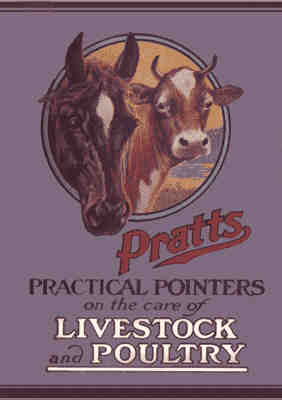 Pratts
PRACTICAL POINTERS
on the care of
LIVESTOCK
and POULTRY